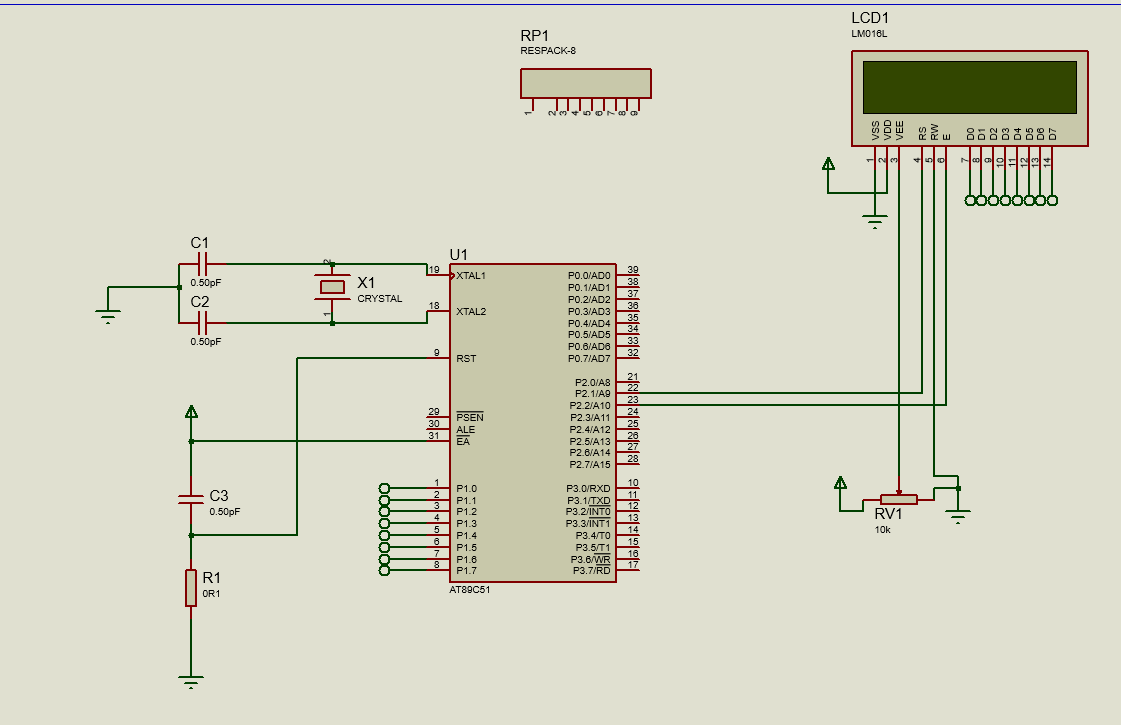 LCD1
LM016L
RP1
RESPACK-8
1 2 3 4 5 6 7 8 9
VSS VDD VEE RS RW E D0 D1 D2 D3 D4 D5 D6 D7
1 2 3 4 5 6 7 8 9 10 11 12 13 14
C1
0.50pF
C2
0.50pF
2
X1
CRYSTAL
1
U1
19 XTAL1 P0.0/AD0 39
P0.1/AD1 38
P0.2/AD2 37
18 XTAL2 P0.3/AD3 36
P0.4/AD4 35
P0.5/AD5 34
P0.6/AD6 33
9 RST P0.7/AD7 32
P2.0/A8 21
P2.1/A9 22
P2.2/A10 23
29 PSEN P2.3/A11 24
30 ALE P2.4/A12 25
31 EA P2.5/A13 26
P2.6/A14 27
P2.7/A15 28
1 P1.0 P3.0/RXD 10
2 P1.1 P3.1/TXD 11
3 P1.2 P3.2/INT0 12
4 P1.3 P3.3/INT1 13
5 P1.4 P3.4/T0 14
6 P1.5 P3.5/T1 15
7 P1.6 P3.6/WR 16
8 P1.7 P3.7/RD 17
AT89C51
C3
0.50pF
R1
0R1
RV1
10k